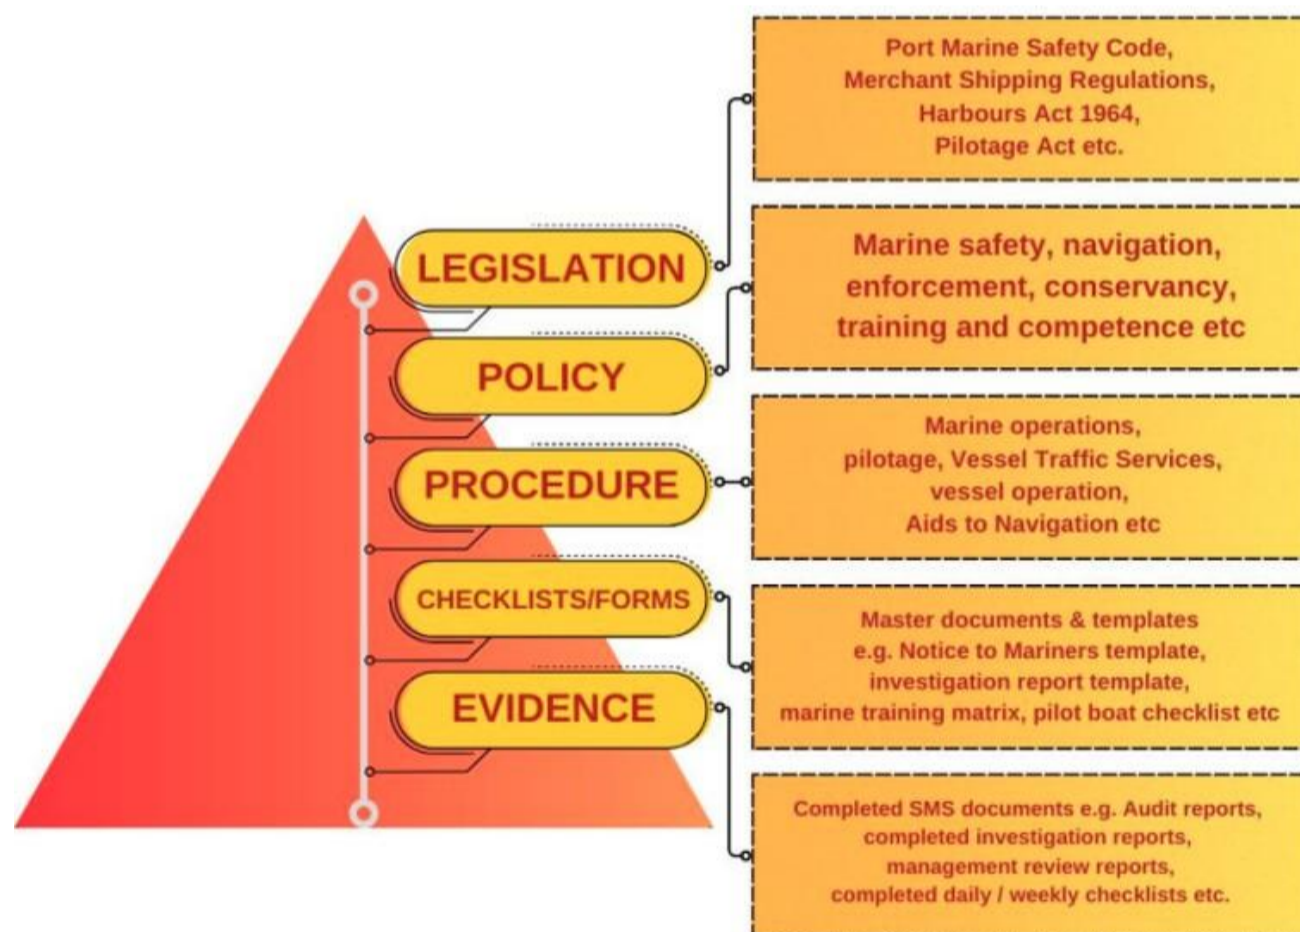 LEGISLATION
Port Marine Safety Code,
Merchant Shipping Regulations,
Harbours Act 1964,
Pilotage Act etc.
POLICY
Marine safety, navigation,
enforcement, conservancy,
training and competence etc
PROCEDURE
Marine operations,
pilotage, Vessel Traffic Services,
vessel operation,
Aids to Navigation etc
CHECKLISTS/FORMS
Master documents & templates
e.g. Notice to Mariners template,
investigation report template,
marine training matrix, pilot boat checklist etc
EVIDENCE
Completed SMS documents e.g. Audit reports,
completed investigation reports,
management review reports,
completed daily / weekly checklists etc.